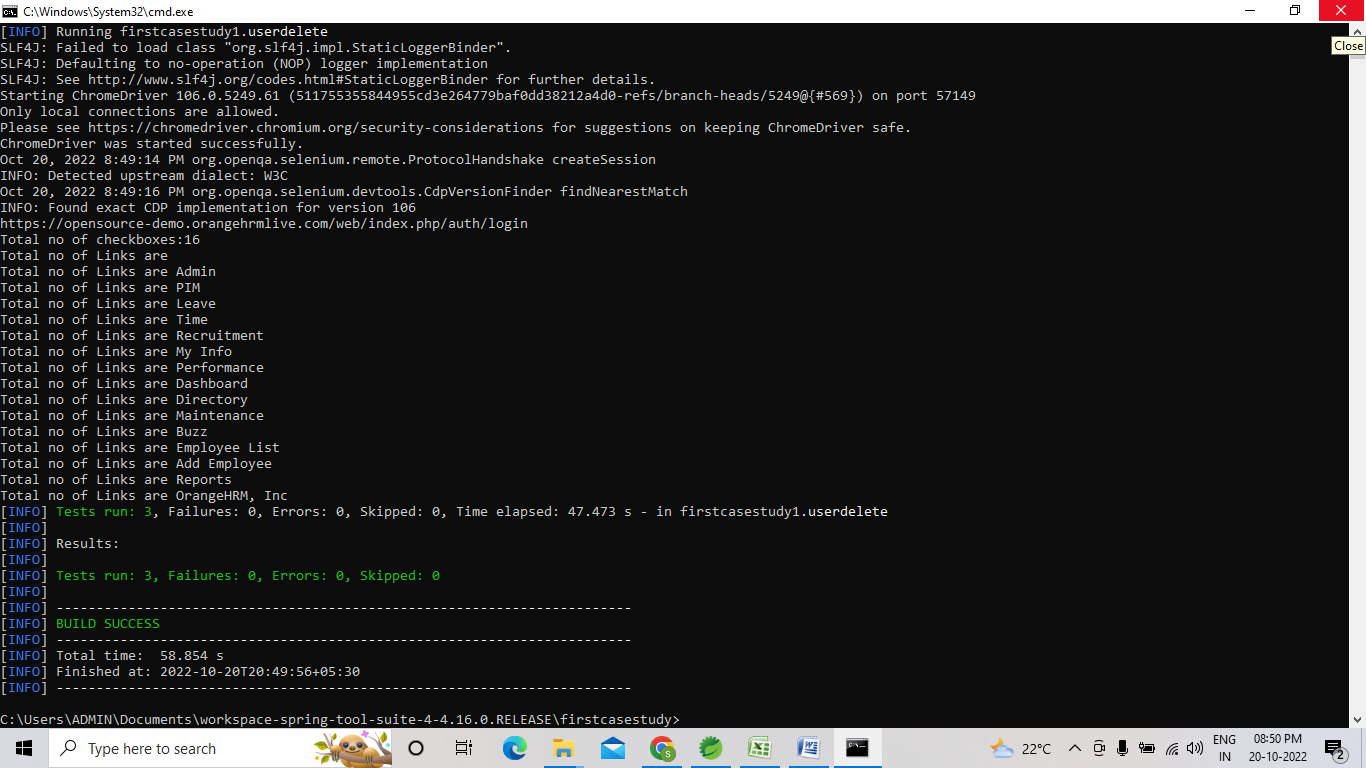 C:\Windows\System32\cmd.exe
Close
[INFO] Running firstcasestudy1.userdelete
SLF4J: Failed to load class "org.slf4j.impl.StaticLoggerBinder".
SLF4J: Defaulting to no-operation (NOP) logger implementation
SLF4J: See http://www.slf4j.org/codes.html#StaticLoggerBinder for further details.
Starting ChromeDriver 106.0.5249.61 (511755355844955cd3e264779baf0dd38212a4d0-refs/branch-heads/5249@{#569}) on port 57149
Only local connections are allowed.
Please see https://chromedriver.chromium.org/security-considerations for suggestions on keeping ChromeDriver safe.
ChromeDriver was started successfully.
Oct 20, 2022 8:49:14 PM org.openqa.selenium.remote.ProtocolHandshake createSession
INFO: Detected upstream dialect: W3C
Oct 20, 2022 8:49:16 PM org.openqa.selenium.devtools.CdpVersionFinder findNearestMatch
INFO: Found exact CDP implementation for version 106
https://opensource-demo.orangehrmlive.com/web/index.php/auth/login
Total no of checkboxes:16
Total no of Links are
Total no of Links are Admin
Total no of Links are PIM
Total no of Links are Leave
Total no of Links are Time
Total no of Links are Recruitment
Total no of Links are My Info
Total no of Links are Performance
Total no of Links are Dashboard
Total no of Links are Directory
Total no of Links are Maintenance
Total no of Links are Buzz
Total no of Links are Employee List
Total no of Links are Add Employee
Total no of Links are Reports
Total no of Links are OrangeHRM, Inc
[INFO] Tests run: 3, Failures: 0, Errors: 0, Skipped: 0, Time elapsed: 47.473 s - in firstcasestudy1.userdelete
[INFO]
[INFO] Results:
[INFO]
[INFO] Tests run: 3, Failures: 0, Errors: 0, Skipped: 0
[INFO]
[INFO] ------------------------------------------------------------------------
[INFO] BUILD SUCCESS
[INFO] ------------------------------------------------------------------------
[INFO] Total time:  58.854 s
[INFO] Finished at: 2022-10-20T20:49:56+05:30
[INFO] ------------------------------------------------------------------------
C:\Users\ADMIN\Documents\workspace-spring-tool-suite-4-4.16.0.RELEASE\firstcasestudy>
Type here to search
22°C
ENG
IN
08:50 PM
20-10-2022
2